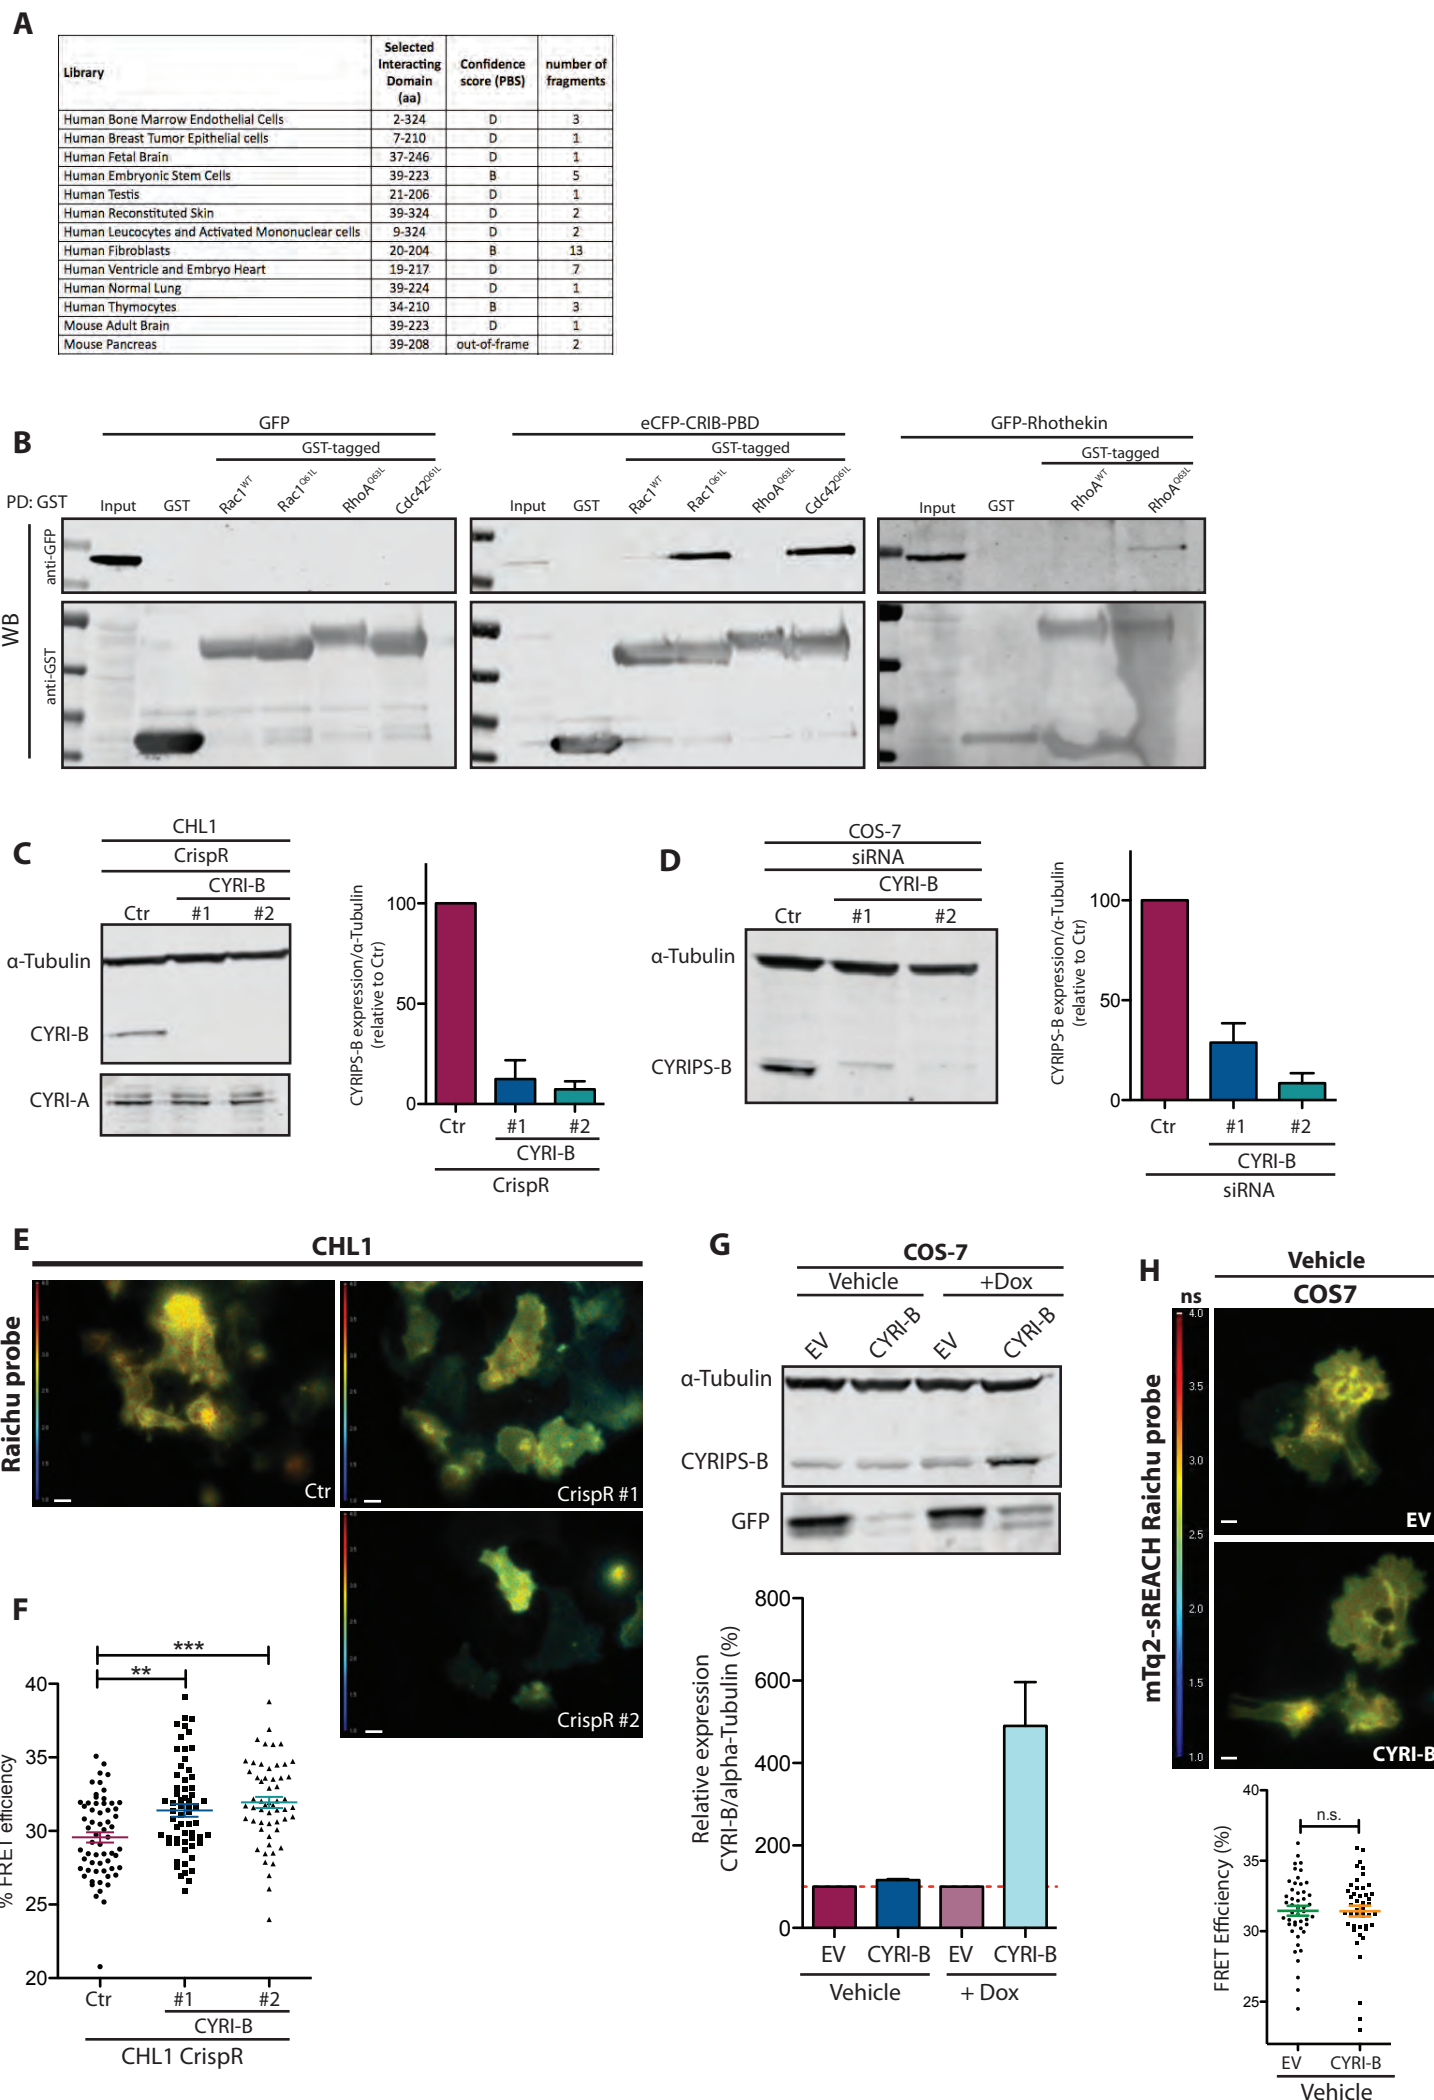 A
Library | Selected Interacting Domain (aa) | Confidence score (PBS) | number of fragments
Human Bone Marrow Endothelial Cells | 2-324 | D | 3
Human Breast Tumor Epithelial cells | 7-210 | D | 1
Human Fetal Brain | 37-246 | D | 1
Human Embryonic Stem Cells | 39-223 | B | 5
Human Testis | 21-206 | D | 1
Human Reconstituted Skin | 39-324 | D | 2
Human Leucocytes and Activated Mononuclear cells | 9-324 | D | 2
Human Fibroblasts | 20-204 | B | 13
Human Ventricle and Embryo Heart | 19-217 | D | 7
Human Normal Lung | 39-224 | D | 1
Human Thymocytes | 34-210 | B | 3
Mouse Adult Brain | 39-223 | D | 1
Mouse Pancreas | 39-208 | out-of-frame | 2
B
GFP
GST-tagged
PD: GST
Input GST Rac1WT Rac1Q61L RhoAQ63L Cdc42Q61L
eCFP-CRIB-PBD
GST-tagged
Input GST Rac1WT Rac1Q61L RhoAQ63L Cdc42Q61L
GFP-Rhothekin
GST-tagged
Input GST RhoAWT RhoAQ63L
WB
anti-GFP
anti-GST
C
CHL1
CrispR
CYRI-B
Ctr #1 #2
α-Tubulin
CYRI-B
CYRI-A
CYRIPS-B expression/α-Tubulin
(relative to Ctr)
100
50
0
Ctr #1 #2
CYRI-B
CrispR
D
COS-7
siRNA
CYRI-B
Ctr #1 #2
α-Tubulin
CYRIPS-B
CYRIPS-B expression/α-Tubulin
(relative to Ctr)
100
50
0
Ctr #1 #2
CYRI-B
siRNA
E
CHL1
Raichu probe
Ctr
CrispR #1
CrispR #2
F
% FRET efficiency
40
35
30
25
20
***
**
Ctr #1 #2
CYRI-B
CHL1 CrispR
G
COS-7
Vehicle +Dox
EV CYRI-B EV CYRI-B
α-Tubulin
CYRIPS-B
GFP
Relative expression
CYRI-B/alpha-Tubulin (%)
800
600
400
200
0
EV CYRI-B EV CYRI-B
Vehicle + Dox
H
Vehicle
COS7
ns
mTq2-sREACH Raichu probe
4.0
3.5
3.0
2.5
2.0
1.5
1.0
EV
CYRI-B
FRET Efficiency (%)
40
35
30
25
n.s.
EV CYRI-B
Vehicle